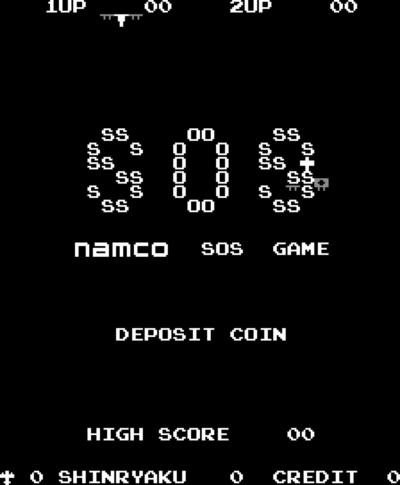 1UP 00 2UP 00
SOS
namco SOS GAME
DEPOSIT COIN
HIGH SCORE 00
0 SHINRYAKU 0 CREDIT 0